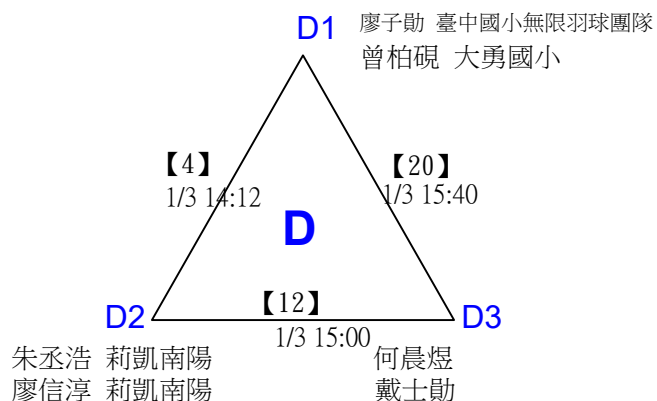 D1
廖子勛 臺中國小無限羽球團隊
曾柏硯 大勇國小
【4】
1/3 14:12
【20】
1/3 15:40
D
D2
【12】
1/3 15:00
D3
朱丞浩 莉凱南陽
廖信淳 莉凱南陽
何晨煜
戴士勛